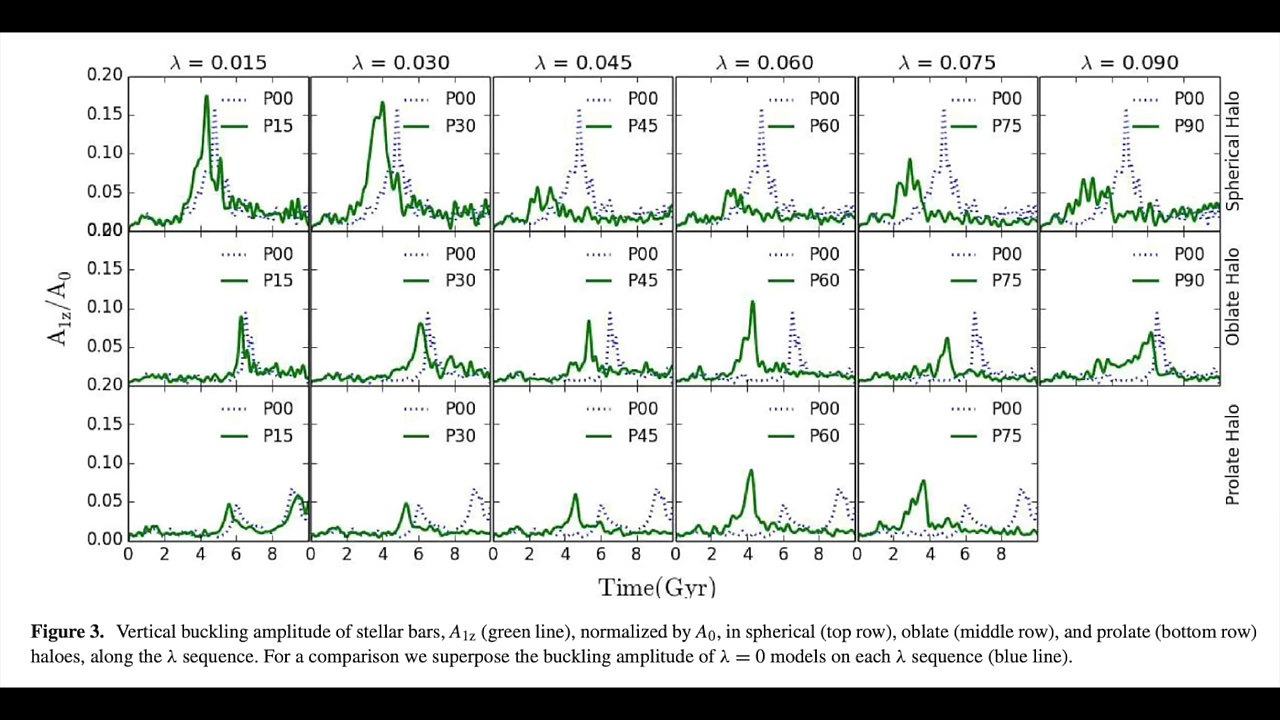 λ = 0.015 λ = 0.030 λ = 0.045 λ = 0.060 λ = 0.075 λ = 0.090
0.20
P00 P00 P00 P00 P00 P00
0.15
P15 P30 P45 P60 P75 P90
0.10
0.05
Spherical Halo
0.00
0.20
P00 P00 P00 P00 P00 P00
0.15
P15 P30 P45 P60 P75 P90
0.10
0.05
Oblate Halo
A1z/A0
0.20
P00 P00 P00 P00 P00
0.15
P15 P30 P45 P60 P75
0.10
0.05
0.00
Prolate Halo
0 2 4 6 8 0 2 4 6 8 0 2 4 6 8 0 2 4 6 8 0 2 4 6 8
Time(Gyr)
Figure 3. Vertical buckling amplitude of stellar bars, A1z (green line), normalized by A0, in spherical (top row), oblate (middle row), and prolate (bottom row)
haloes, along the λ sequence. For a comparison we superpose the buckling amplitude of λ = 0 models on each λ sequence (blue line).